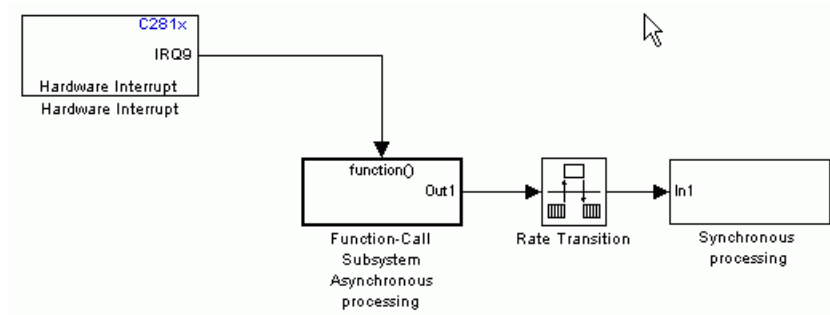 C281x
IRQ9
Hardware Interrupt
Hardware Interrupt
function()
Out1
Function-Call
Subsystem
Asynchronous
processing
Rate Transition
In1
Synchronous
processing